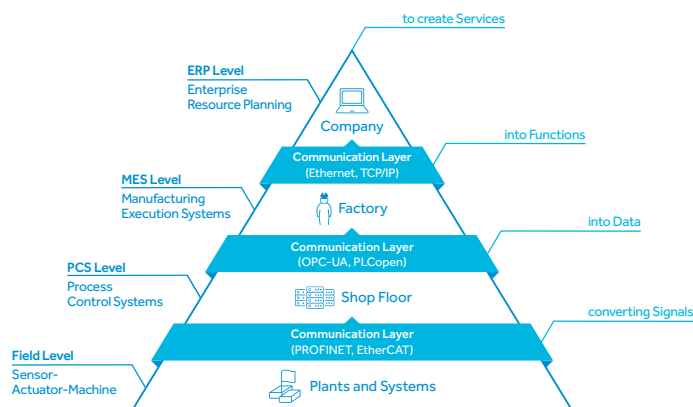 to create Services
ERP Level
Enterprise
Resource Planning
Company
into Functions
Communication Layer
(Ethernet, TCP/IP)
MES Level
Manufacturing
Execution Systems
Factory
into Data
Communication Layer
(OPC-UA, PLCopen)
PCS Level
Process
Control Systems
Shop Floor
converting Signals
Communication Layer
(PROFINET, EtherCAT)
Field Level
Sensor-
Actuator-Machine
Plants and Systems